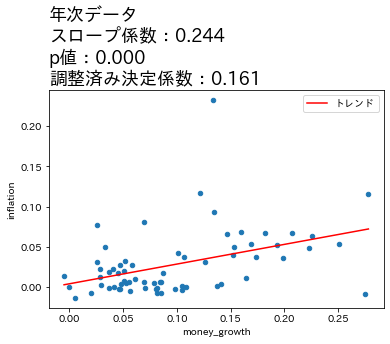 年次データ
スロープ係数：0.244
p値：0.000
調整済み決定係数：0.161
トレンド
inflation
0.20
0.15
0.10
0.05
0.00
0.00
0.05
0.10
0.15
0.20
0.25
money_growth